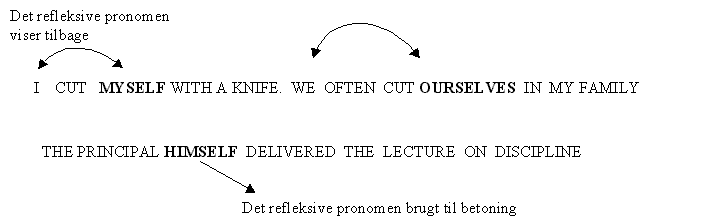 Det refleksive pronomen
viser tilbage
I CUT MYSELF WITH A KNIFE. WE OFTEN CUT OURSELVES IN MY FAMILY
THE PRINCIPAL HIMSELF DELIVERED THE LECTURE ON DISCIPLINE
Det refleksive pronomen brugt til betoning